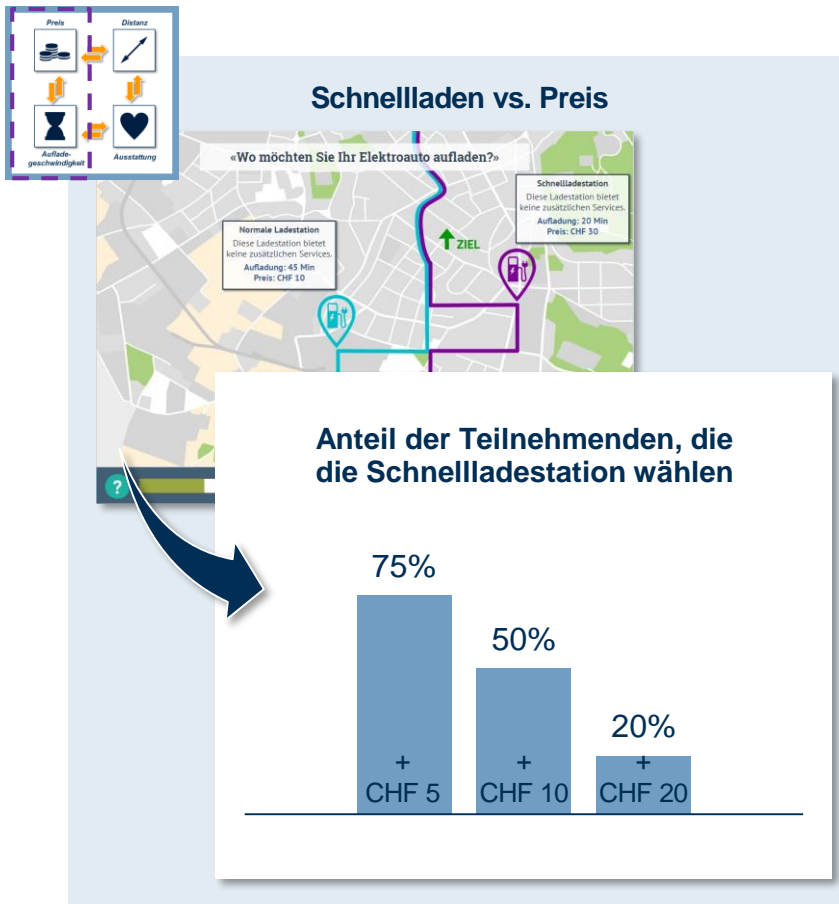 Preis
Distanz
Auflade-
geschwindigkeit
Ausstattung
Schnellladen vs. Preis
«Wo möchten Sie Ihr Elektroauto aufladen?»
Schnellladestation
Diese Ladestation bietet
keine zusätzlichen Services.
Aufladung: 20 Min
Preis: CHF 30
Normale Ladestation
Diese Ladestation bietet
keine zusätzlichen Services.
Aufladung: 45 Min
Preis: CHF 10
ZIEL
?
Anteil der Teilnehmenden, die
die Schnellladestation wählen
75%
50%
20%
+
CHF 5
+
CHF 10
+
CHF 20